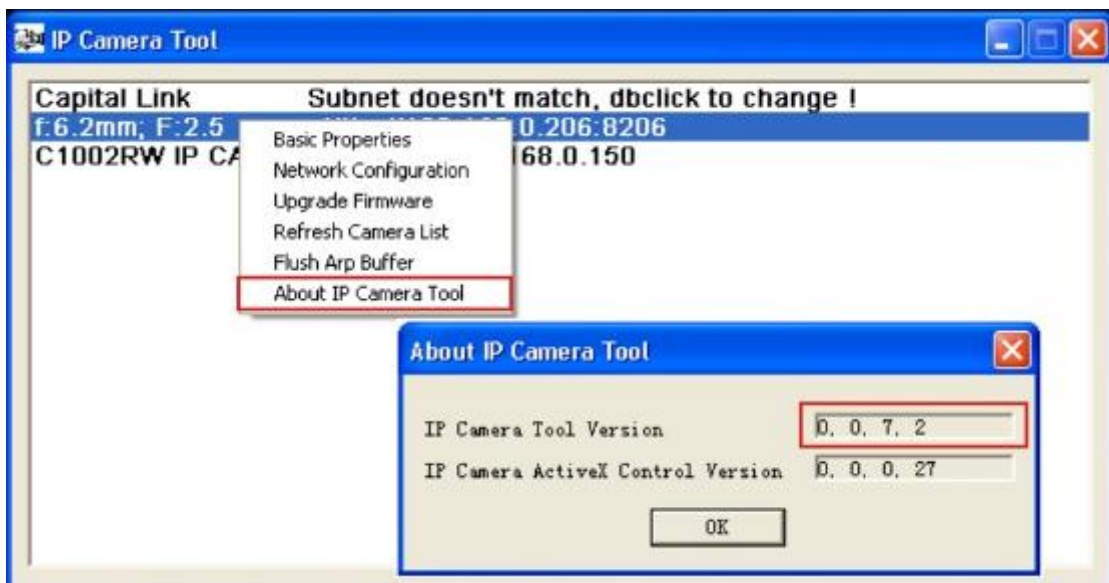 IP Camera Tool
Capital Link Subnet doesn't match, dbclick to change !
f:6.2mm; F:2.5 0.206:8206
C1002RW IP CA 168.0.150
Basic Properties
Network Configuration
Upgrade Firmware
Refresh Camera List
Flush Arp Buffer
About IP Camera Tool
About IP Camera Tool
IP Camera Tool Version 0, 0, 7, 2
IP Camera ActiveX Control Version 0, 0, 0, 27
OK